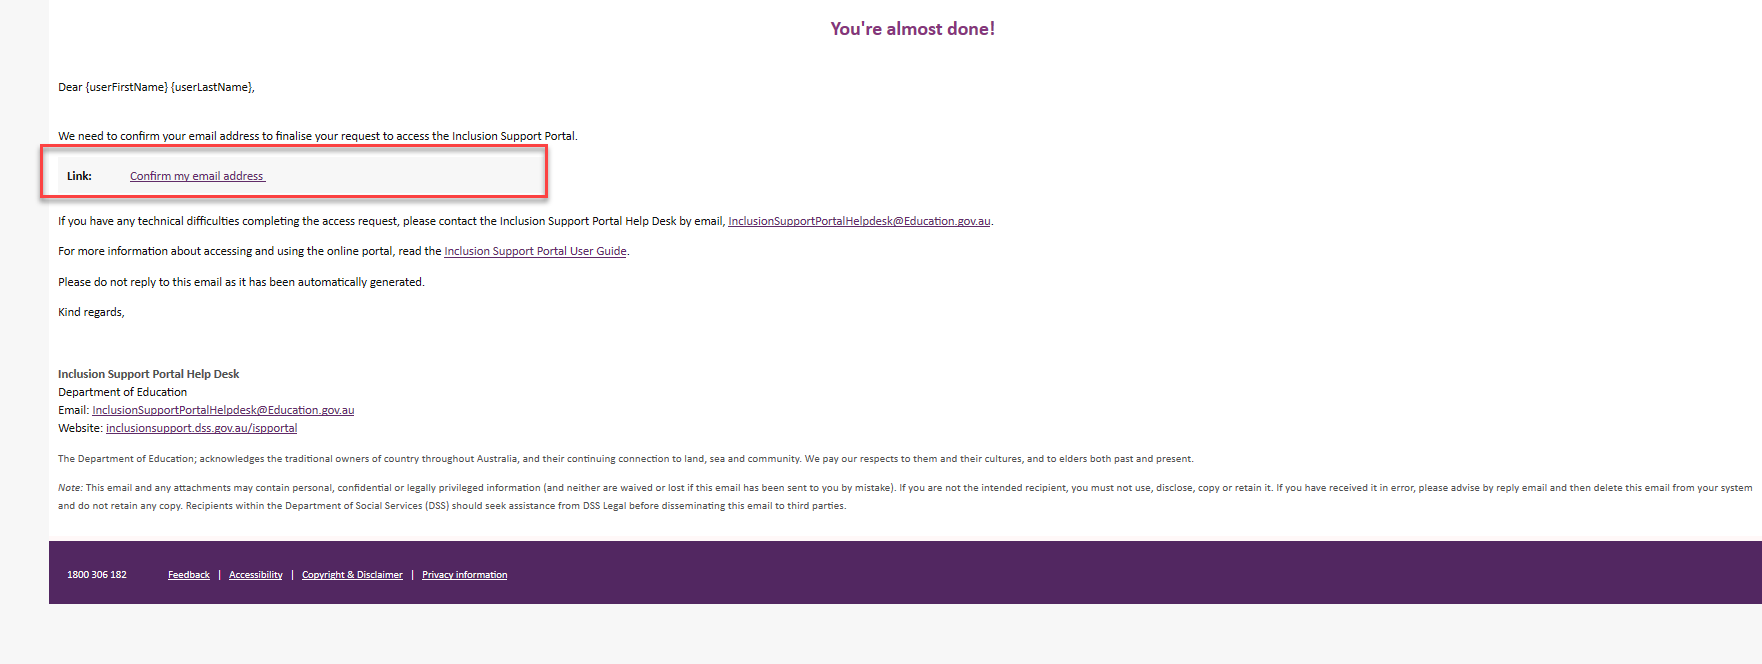 You're almost done!
Dear {userFirstName} {userLastName},
We need to confirm your email address to finalise your request to access the Inclusion Support Portal.
Link: Confirm my email address
If you have any technical difficulties completing the access request, please contact the Inclusion Support Portal Help Desk by email, InclusionSupportPortalHelpdesk@Education.gov.au.
For more information about accessing and using the online portal, read the Inclusion Support Portal User Guide.
Please do not reply to this email as it has been automatically generated.
Kind regards,
Inclusion Support Portal Help Desk
Department of Education
Email: InclusionSupportPortalHelpdesk@Education.gov.au
Website: inclusionsupport.dss.gov.au/ispportal
The Department of Education; acknowledges the traditional owners of country throughout Australia, and their continuing connection to land, sea and community. We pay our respects to them and their cultures, and to elders both past and present.
Note: This email and any attachments may contain personal, confidential or legally privileged information (and neither are waived or lost if this email has been sent to you by mistake). If you are not the intended recipient, you must not use, disclose, copy or retain it. If you have received it in error, please advise by reply email and then delete this email from your system
and do not retain any copy. Recipients within the Department of Social Services (DSS) should seek assistance from DSS Legal before disseminating this email to third parties.
1800 306 182 Feedback | Accessibility | Copyright & Disclaimer | Privacy information